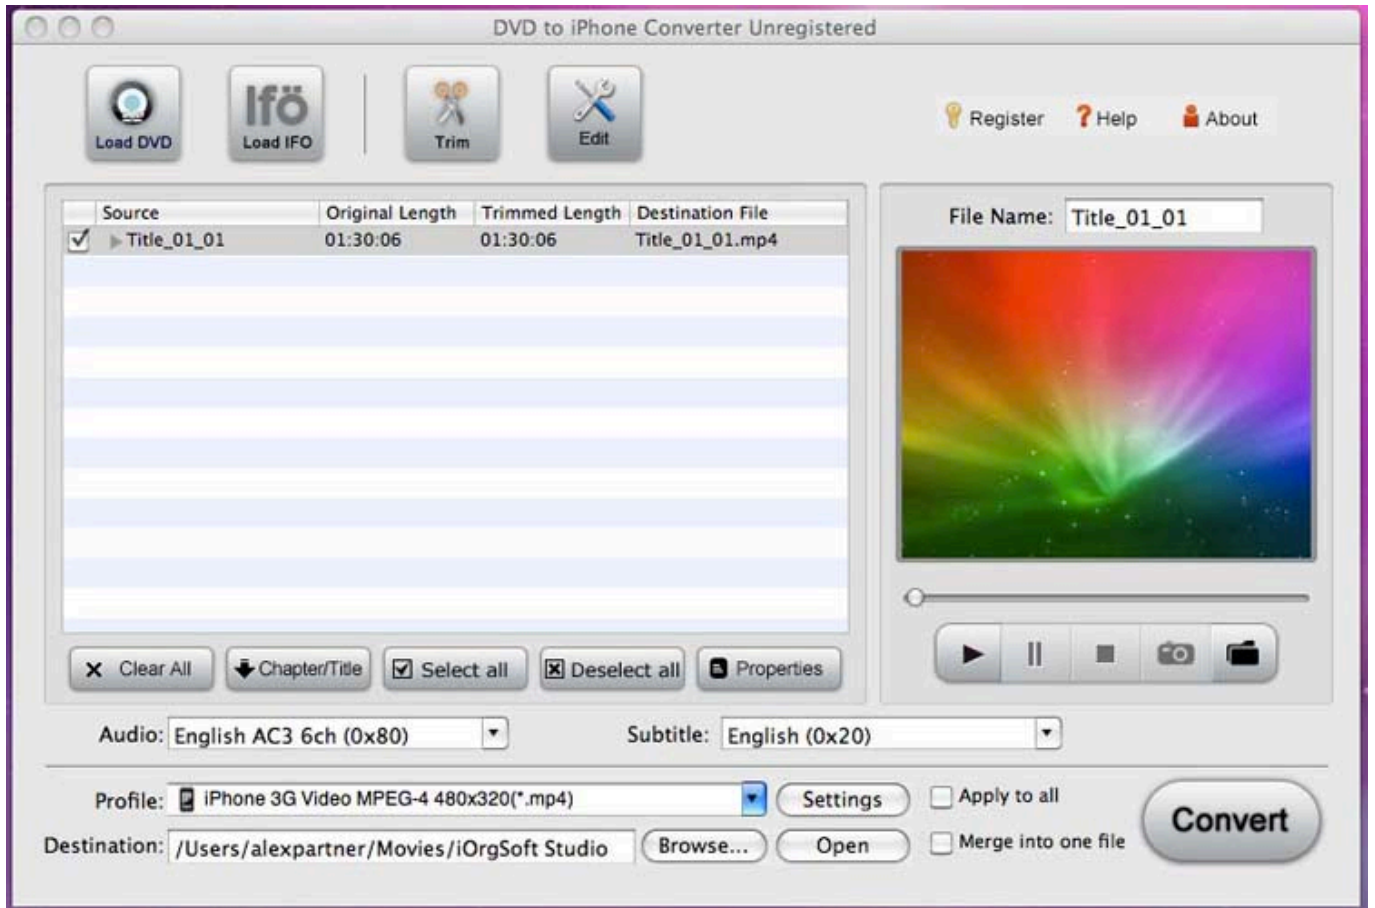 DVD to iPhone Converter Unregistered
Ifö
Load DVD
Load IFO
Trim
Edit
Register
? Help
About
Source Original Length Trimmed Length Destination File
Title_01_01 01:30:06 01:30:06 Title_01_01.mp4
File Name: Title_01_01
Clear All
Chapter/Title
Select all
Deselect all
Properties
Audio: English AC3 6ch (0x80)
Subtitle: English (0x20)
Profile: iPhone 3G Video MPEG-4 480x320(*.mp4)
Settings
Apply to all
Convert
Destination: /Users/alexpartner/Movies/iOrgSoft Studio
Browse...
Open
Merge into one file